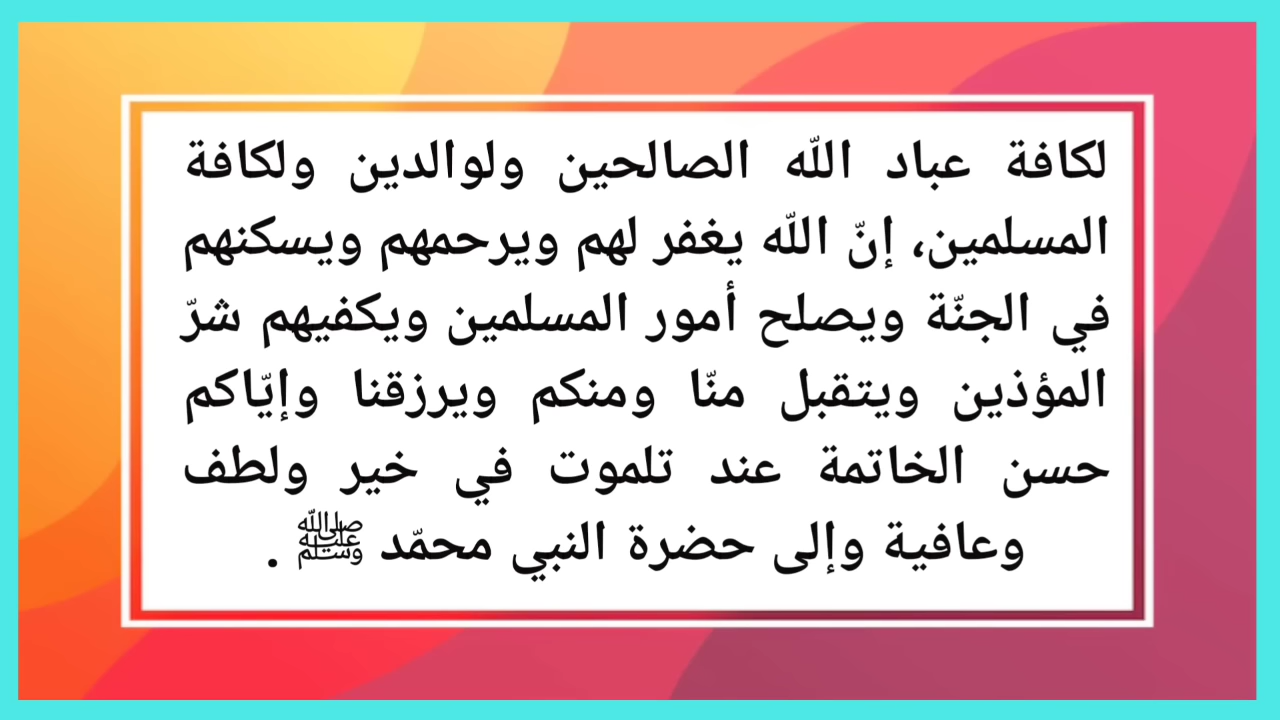 لكافة عباد اللّه الصالحين ولوالدين ولكافة
المسلمين، إنّ اللّه يغفر لهم ويرحمهم ويسكنهم
في الجنّة ويصلح أمور المسلمين ويكفيهم شرّ
المؤذين ويتقبل منّا ومنكم ويرزقنا وإيّاكم
حسن الخاتمة عند تلموت في خير ولطف
وعافية وإلى حضرة النبي محمّد ﷺ .